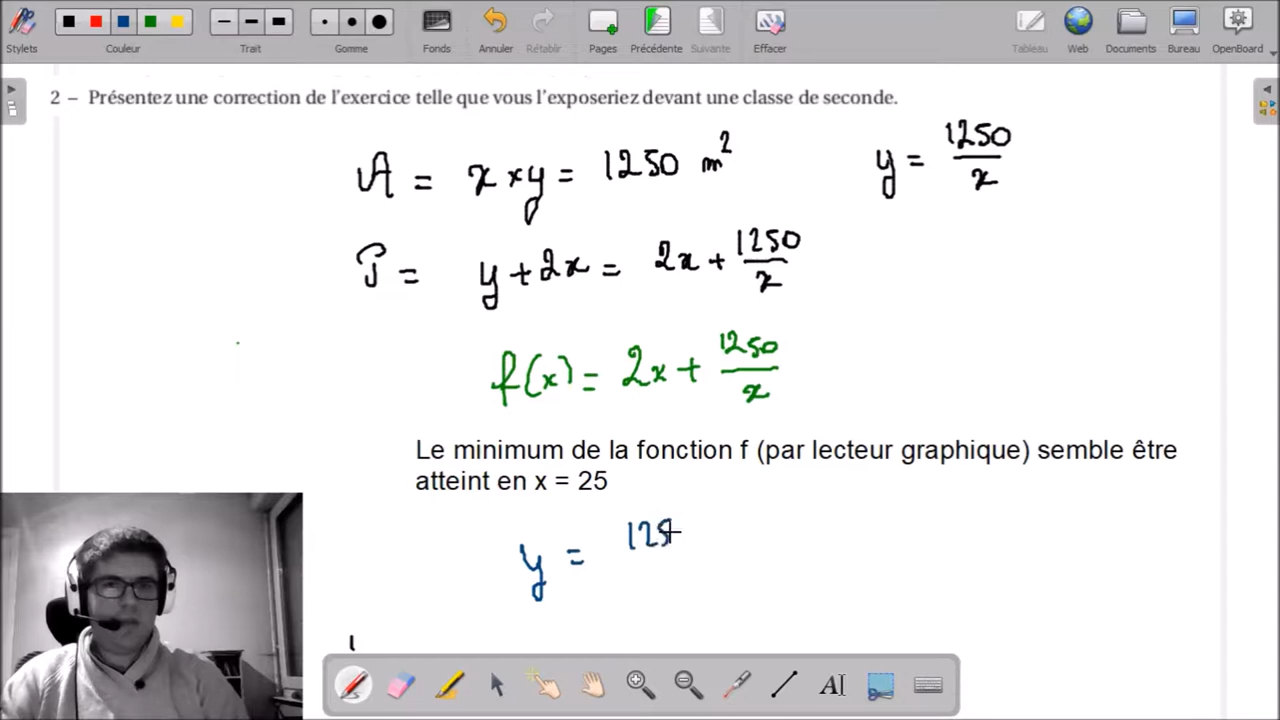 Stylets Couleur Trait Gomme Fonds Annuler Rétablir Pages Précédente Suivante Effacer Tableau Web Documents Bureau OpenBoard
2 – Présentez une correction de l'exercice telle que vous l'exposeriez devant une classe de seconde.
A = x × y = 1250 m² y = 1250/x
P = y + 2x = 2x + 1250/x
f(x) = 2x + 1250/x
Le minimum de la fonction f (par lecteur graphique) semble être
atteint en x = 25
y = 125